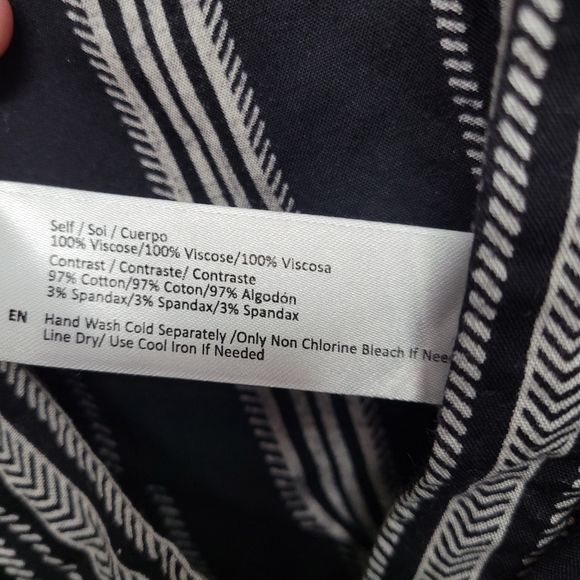 Self / Soi / Cuerpo
100% Viscose/100% Viscose/100% Viscosa
Contrast / Contraste/ Contraste
97% Cotton/97% Coton/97% Algodón
3% Spandax/3% Spandax/3% Spandax
EN Hand Wash Cold Separately /Only Non Chlorine Bleach If Nee
Line Dry/ Use Cool Iron If Needed